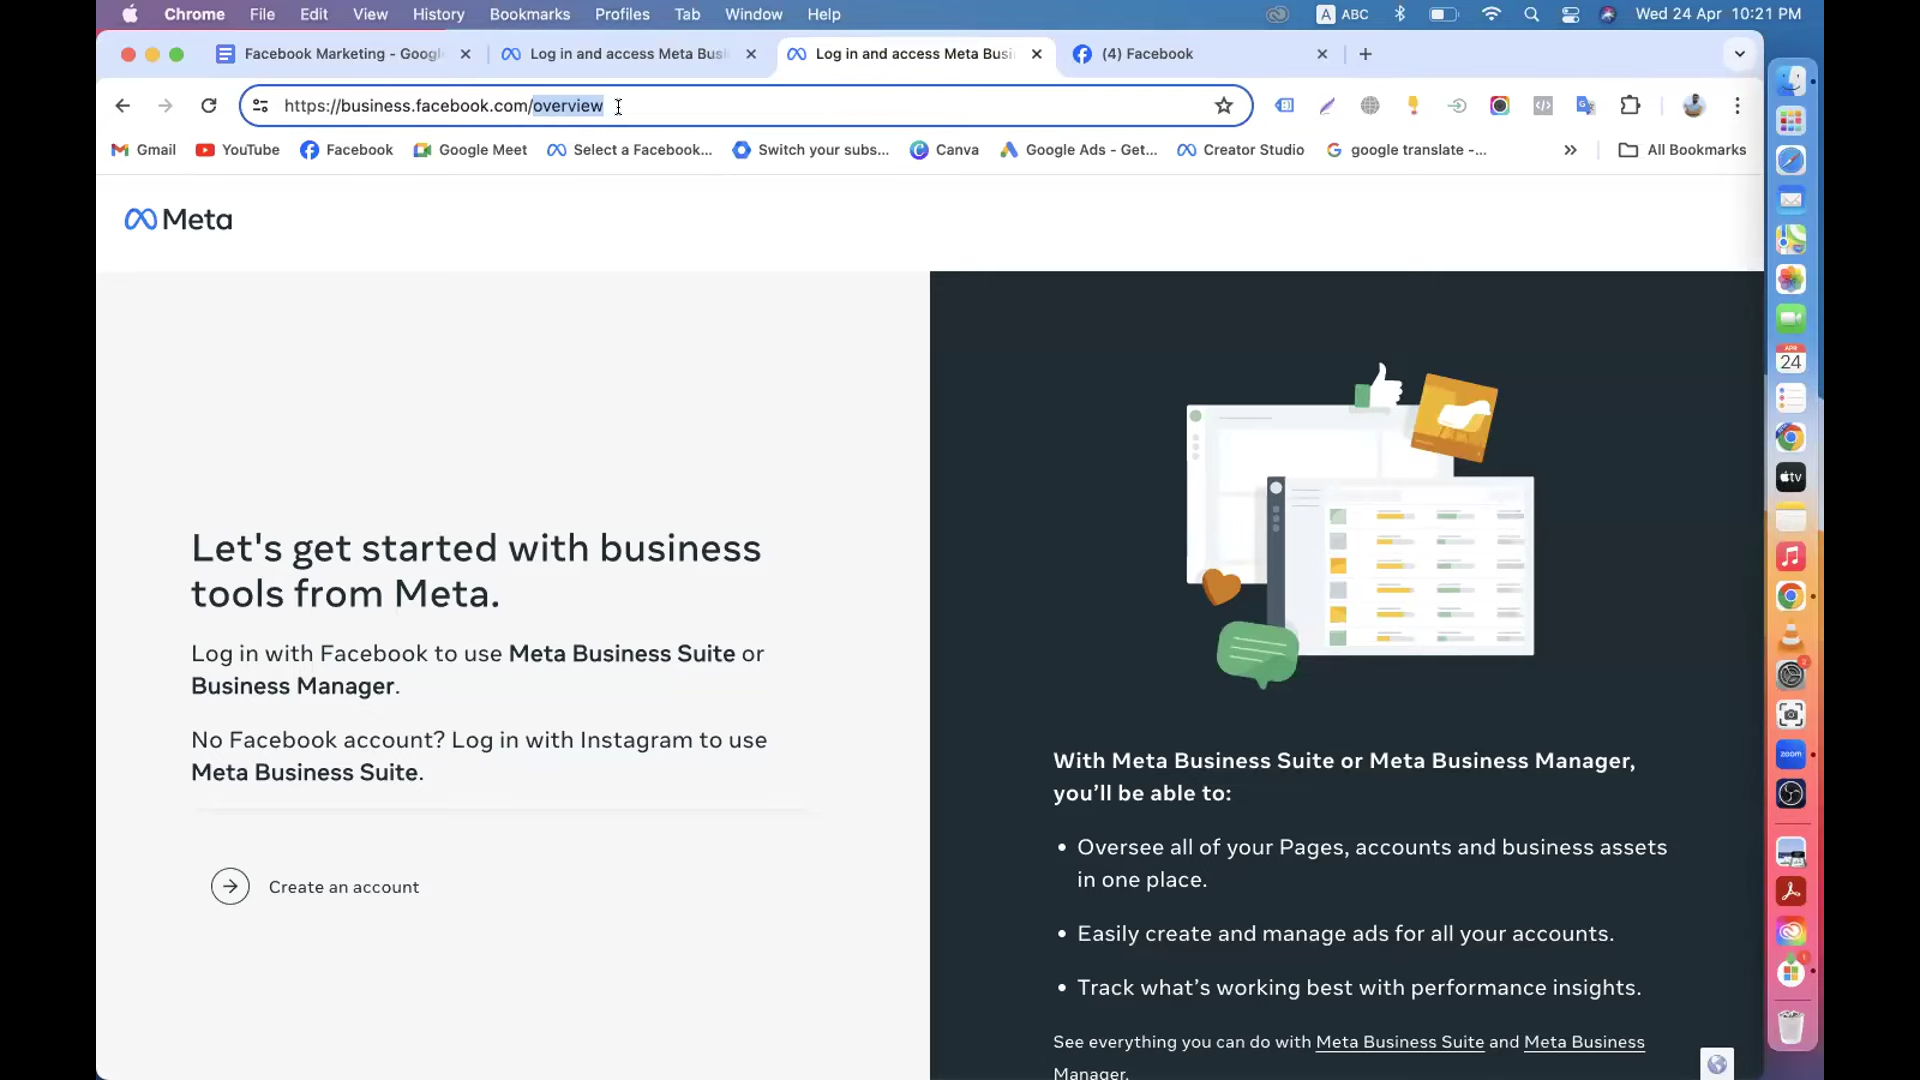 Chrome File Edit View History Bookmarks Profiles Tab Window Help A ABC Wed 24 Apr 10:21 PM
Facebook Marketing - Googl Log in and access Meta Busi Log in and access Meta Busi (4) Facebook
https://business.facebook.com/overview
Gmail YouTube Facebook Google Meet Select a Facebook... Switch your subs... Canva Google Ads - Get... Creator Studio google translate -... All Bookmarks
Meta
Let's get started with business
tools from Meta.
Log in with Facebook to use Meta Business Suite or
Business Manager.
No Facebook account? Log in with Instagram to use
Meta Business Suite.
Create an account
With Meta Business Suite or Meta Business Manager,
you'll be able to:
• Oversee all of your Pages, accounts and business assets
in one place.
• Easily create and manage ads for all your accounts.
• Track what's working best with performance insights.
See everything you can do with Meta Business Suite and Meta Business
Manager.
APR
24
tv
zoom